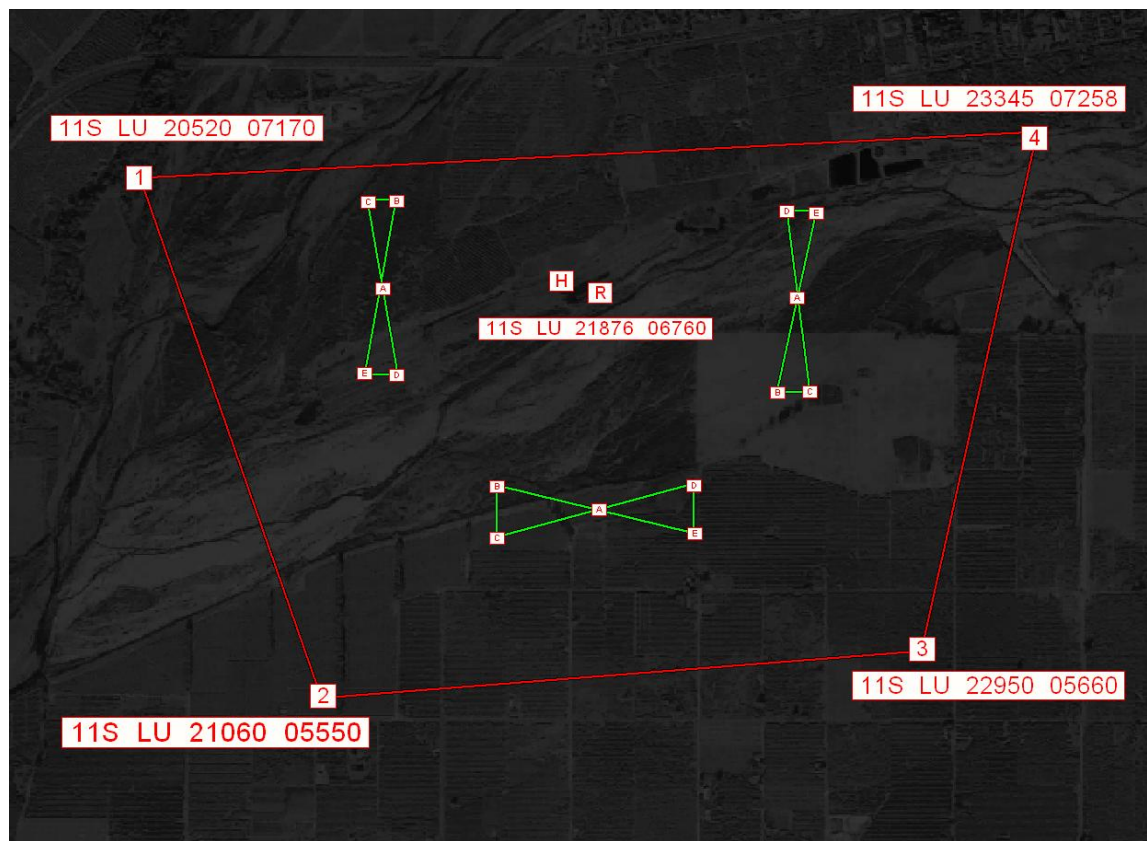 11S LU 23345 07258
11S LU 20520 07170
4
1
C B
D E
A
A
H
R
11S LU 21876 06760
E D
B C
B
D
A
C
E
3
2
11S LU 22950 05660
11S LU 21060 05550